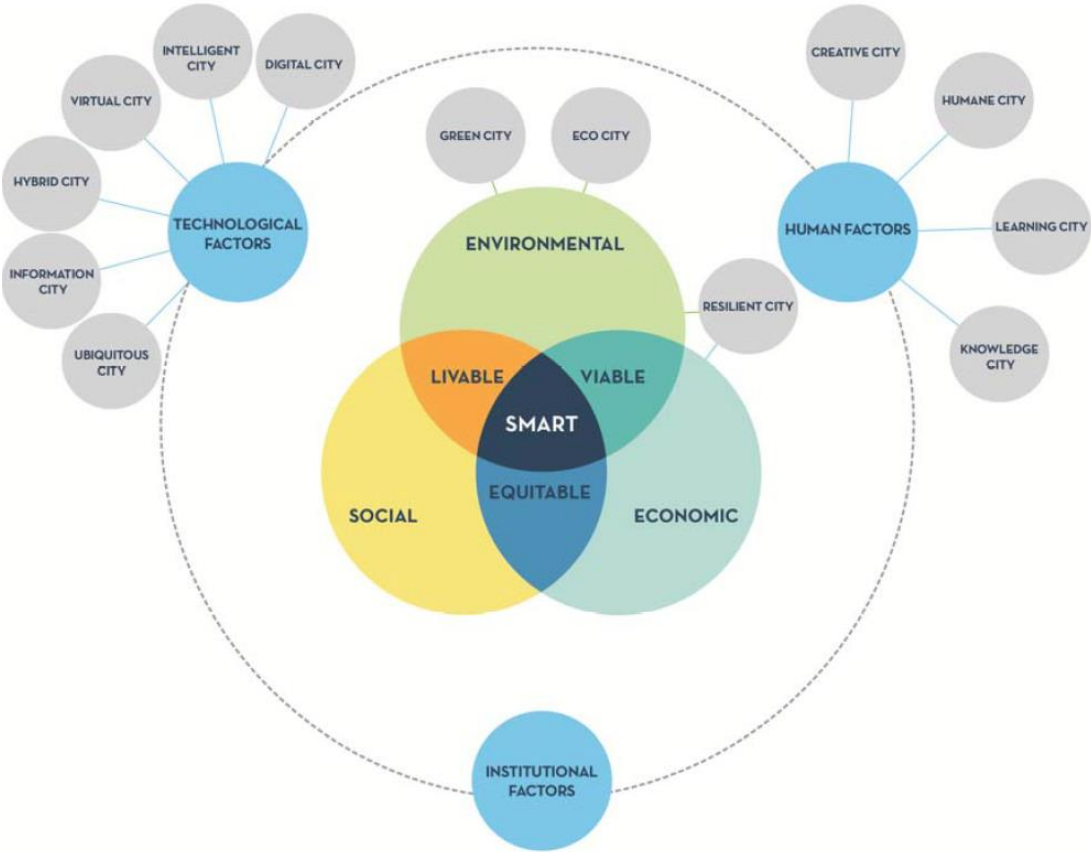 INTELLIGENT
CITY
DIGITAL CITY
VIRTUAL CITY
HYBRID CITY
INFORMATION
CITY
UBIQUITOUS
CITY
TECHNOLOGICAL
FACTORS
GREEN CITY
ECO CITY
ENVIRONMENTAL
RESILIENT CITY
LIVABLE
VIABLE
SMART
EQUITABLE
SOCIAL
ECONOMIC
CREATIVE CITY
HUMANE CITY
HUMAN FACTORS
LEARNING CITY
KNOWLEDGE
CITY
INSTITUTIONAL
FACTORS